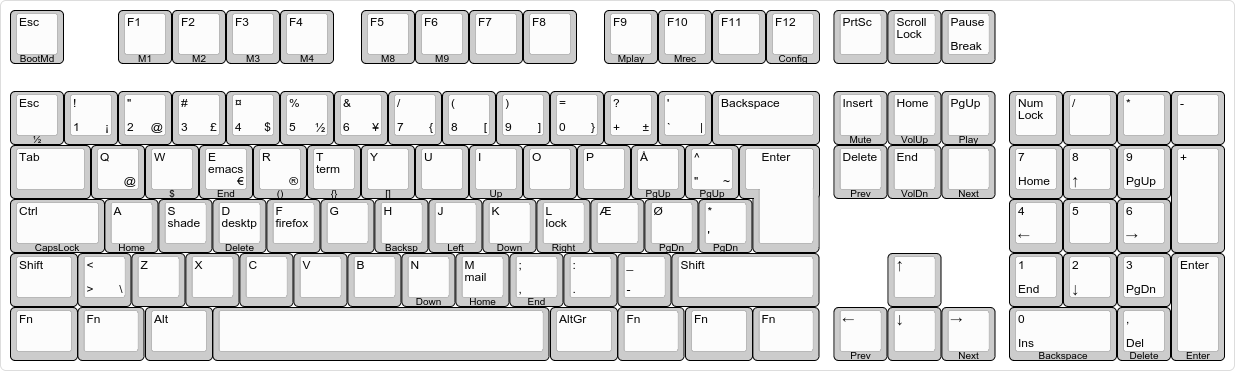 Esc F1 F2 F3 F4 F5 F6 F7 F8 F9 F10 F11 F12 PrtSc Scroll Pause
Lock
Break
BootMd M1 M2 M3 M4 M8 M9 Mplay Mrec Config
Esc ! " # ¤ % & / ( ) = ? ' Backspace Insert Home PgUp Num / * -
Lock
1 ¡ 2 @ 3 £ 4 $ 5 ½ 6 ¥ 7 { 8 [ 9 ] 0 } + ± ` |
½ Mute VolUp Play
Tab Q W E R T Y U I O P Å ^ Enter Delete End 7 8 9 +
emacs term
@ € ® " ~ Home ↑ PgUp
$ End () {} [] Up PgUp PgUp Prev VolDn Next
Ctrl A S D F G H J K L Æ Ø * 4 5 6
shade desktp firefox lock
' ← →
CapsLock Home Delete Backsp Left Down Right PgDn PgDn
Shift < Z X C V B N M ; : _ Shift ↑ 1 2 3 Enter
mail
> \ , . - End ↓ PgDn
Down Home End
Fn Fn Alt AltGr Fn Fn Fn ← ↓ → 0 ,
Ins Del
Prev Next Backspace Delete Enter